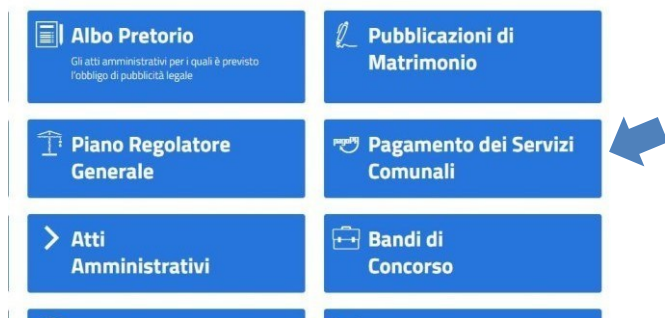 Albo Pretorio
Gli atti amministrativi per i quali è previsto
l'obbligo di pubblicità legale
Pubblicazioni di
Matrimonio
Piano Regolatore
Generale
pagoPA
Pagamento dei Servizi
Comunali
Atti
Amministrativi
Bandi di
Concorso